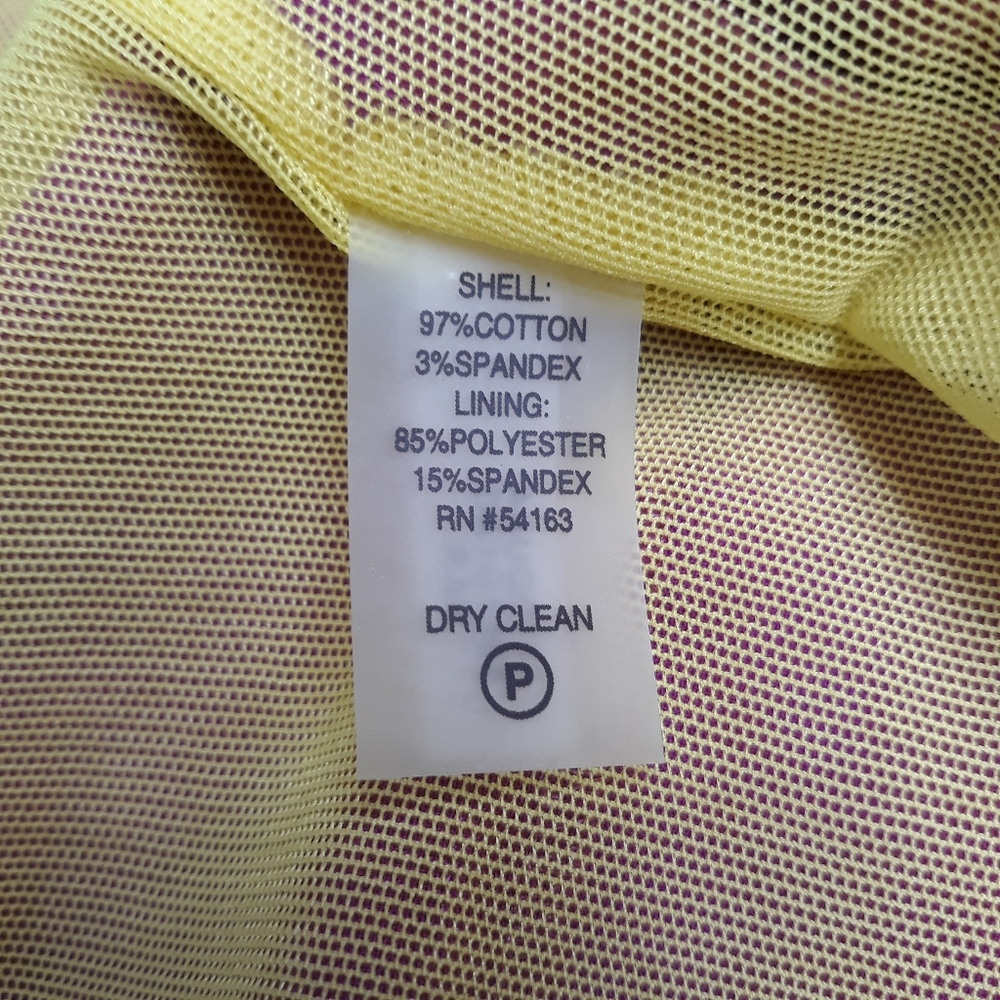 SHELL:
97%COTTON
3%SPANDEX
LINING:
85%POLYESTER
15%SPANDEX
RN #54163
DRY CLEAN
P